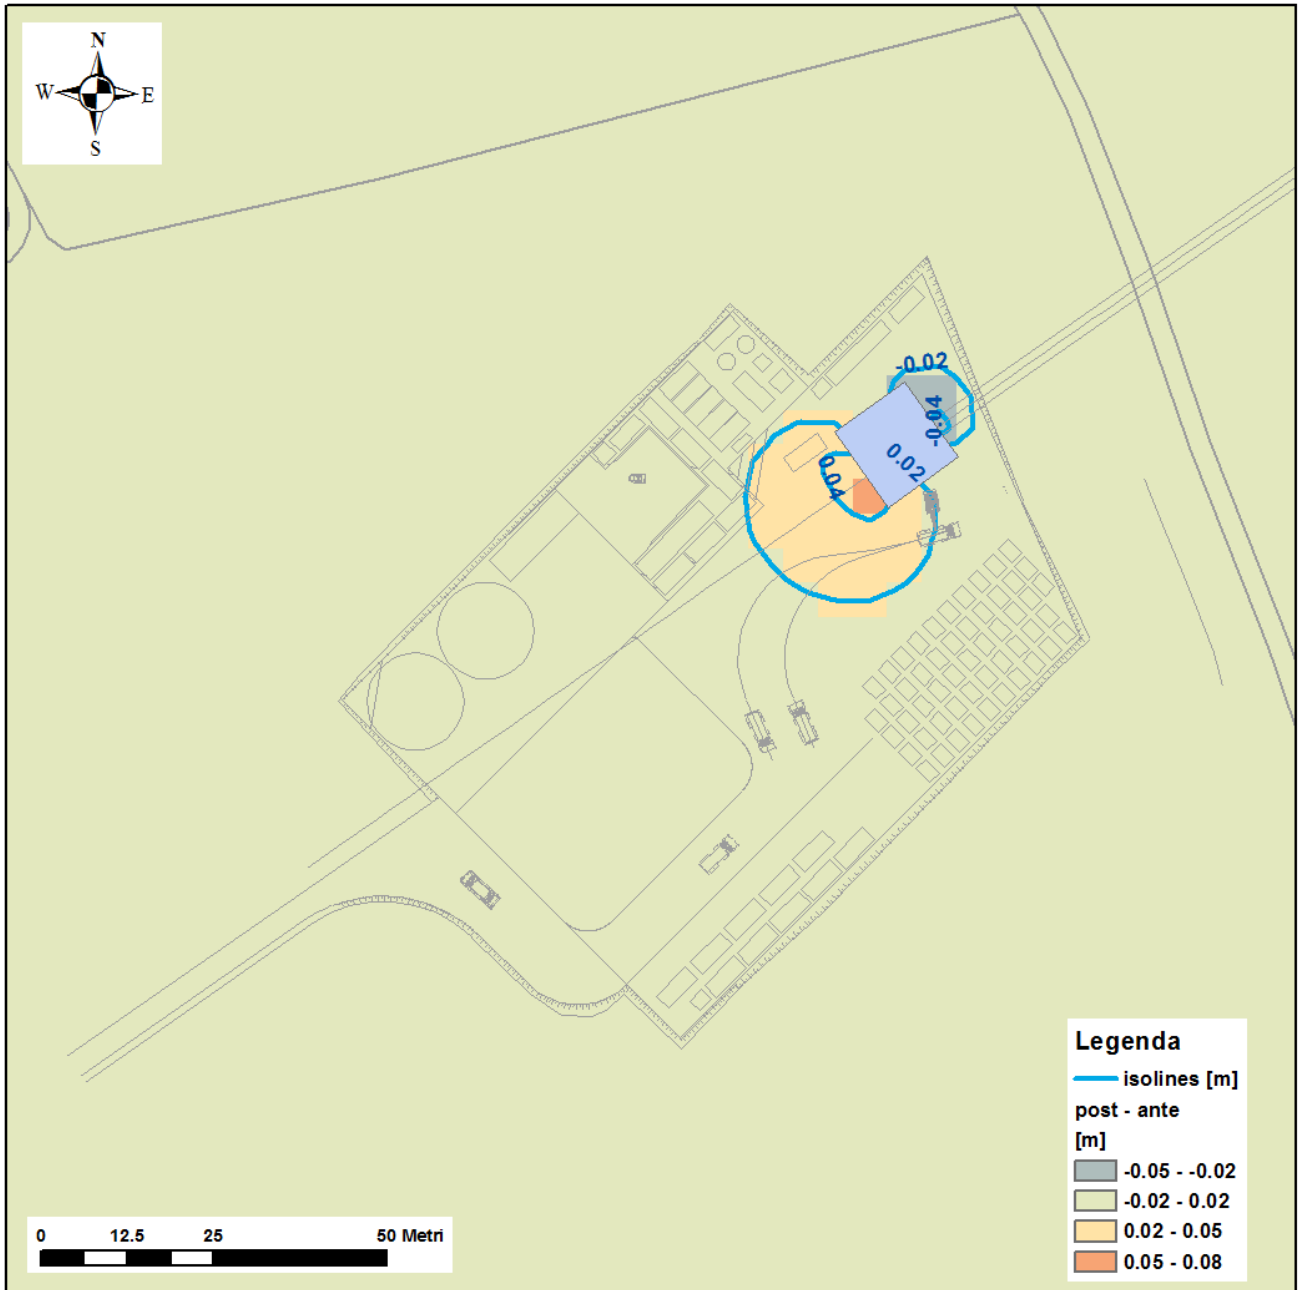 N
W E
S
-0.02
-0.04
0.02
0.04
Legenda
isolines [m]
post - ante
[m]
-0.05 - -0.02
-0.02 - 0.02
0.02 - 0.05
0.05 - 0.08
0 12.5 25 50 Metri